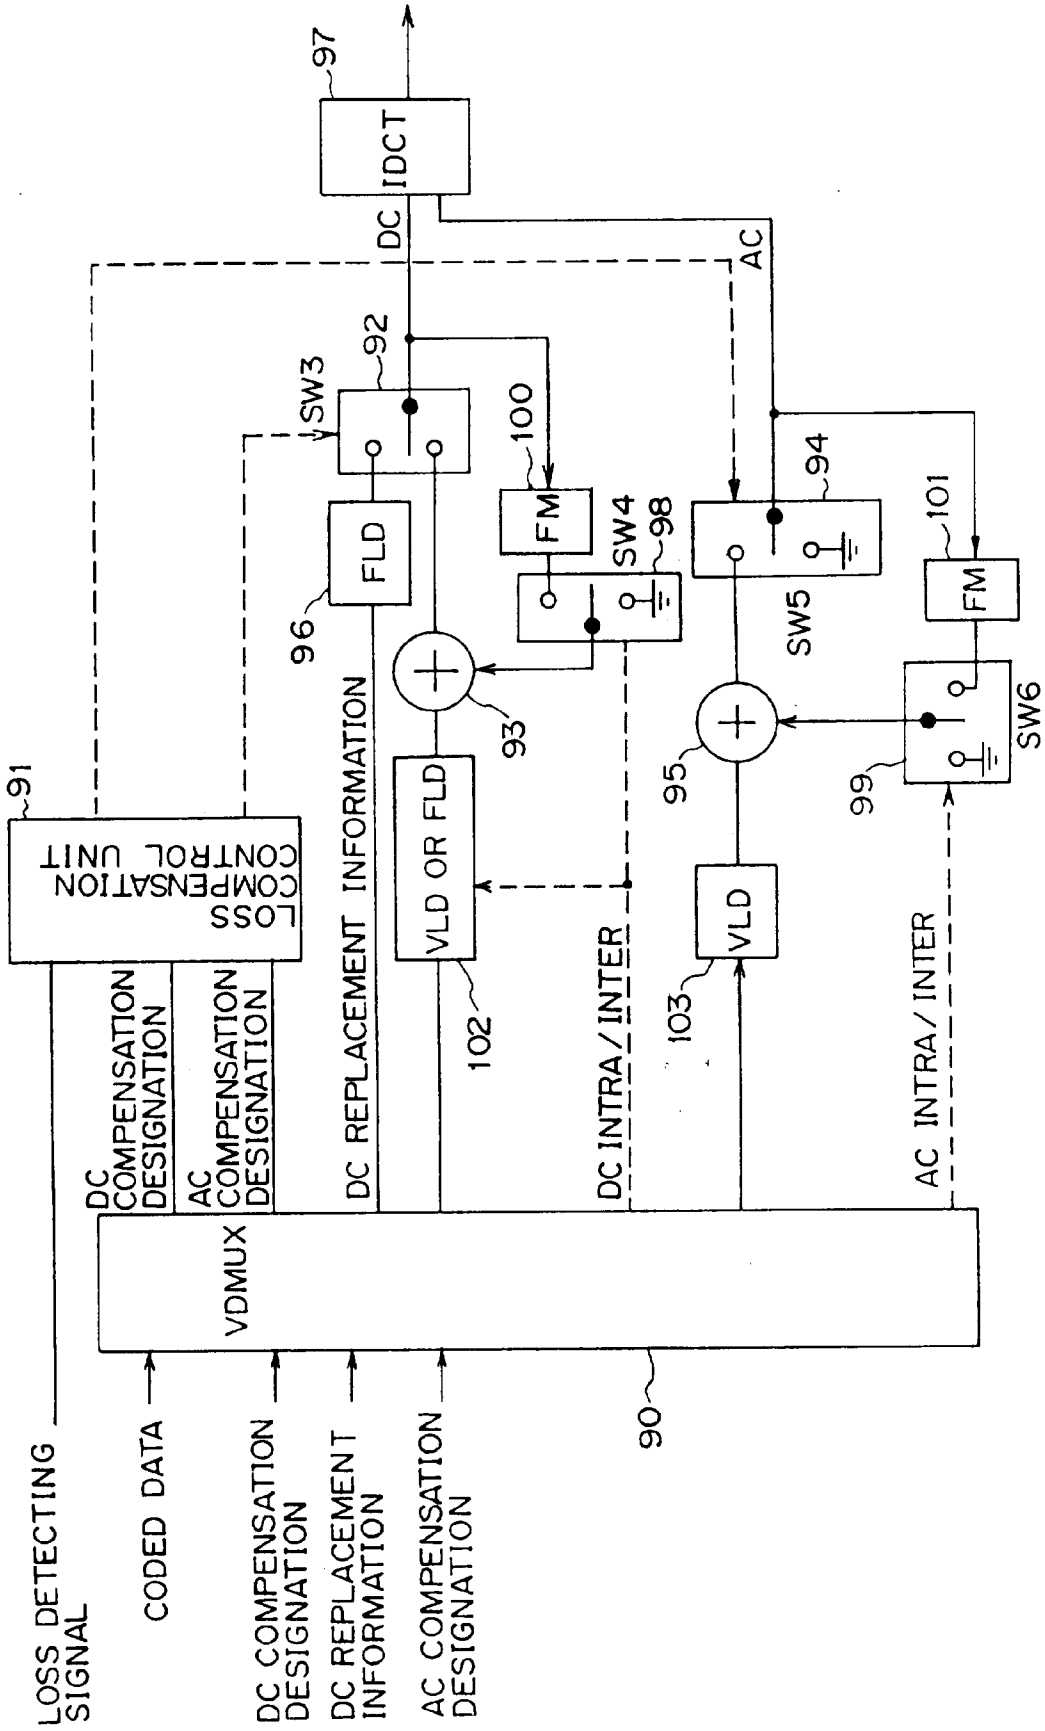 LOSS DETECTING
SIGNAL
CODED DATA
DC COMPENSATION
DESIGNATION
DC REPLACEMENT
INFORMATION
AC COMPENSATION
DESIGNATION
90
VDMUX
DC
COMPENSATION
DESIGNATION
AC
COMPENSATION
DESIGNATION
91
LOSS
COMPENSATION
CONTROL UNIT
DC REPLACEMENT INFORMATION
102
VLD OR FLD
DC INTRA/INTER
103
VLD
AC INTRA/INTER
96
FLD
93
+
95
+
SW3
92
100
FM
SW4
98
SW5
94
99
SW6
101
FM
DC
AC
97
IDCT